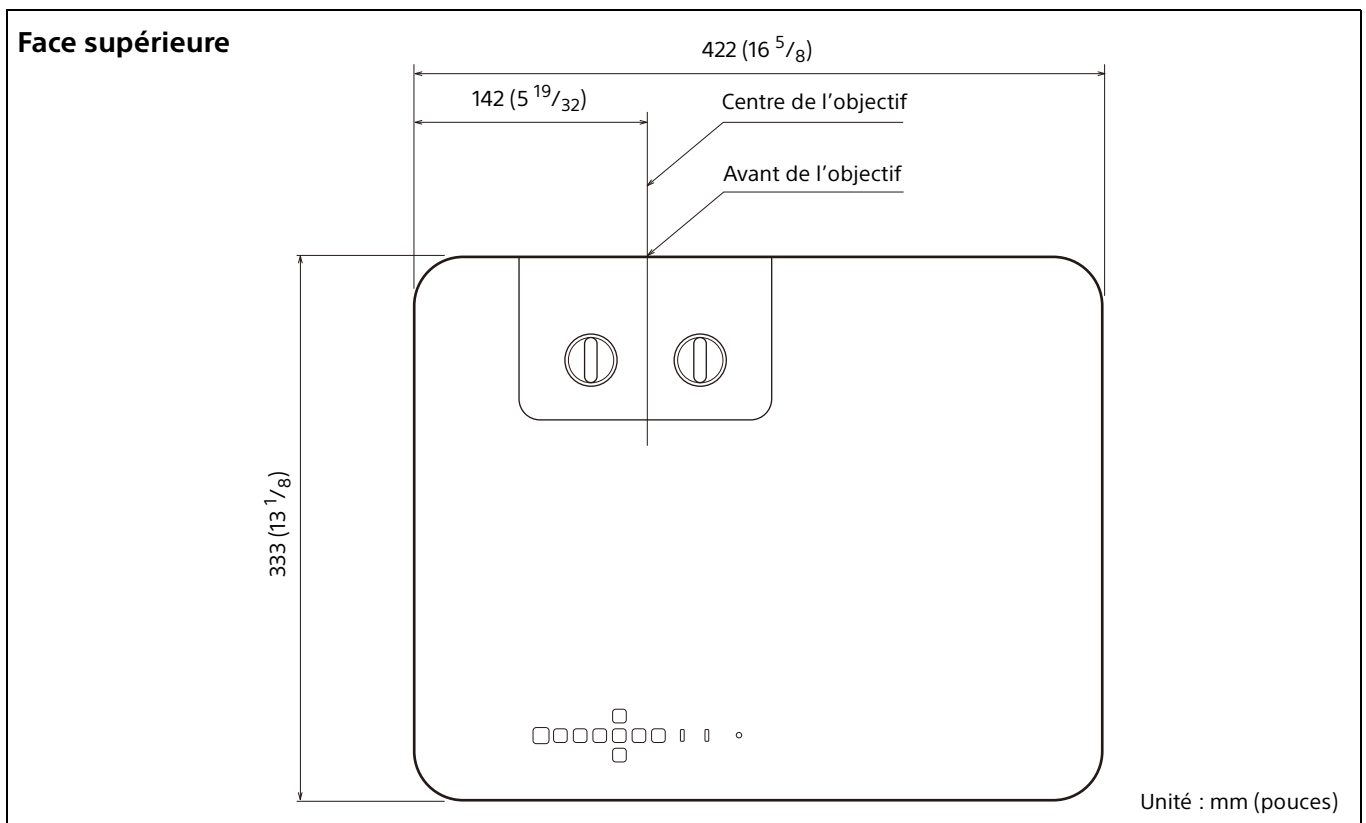 Face supérieure
422 (16 5/8)
142 (5 19/32)
Centre de l’objectif
Avant de l’objectif
333 (13 1/8)
Unité : mm (pouces)